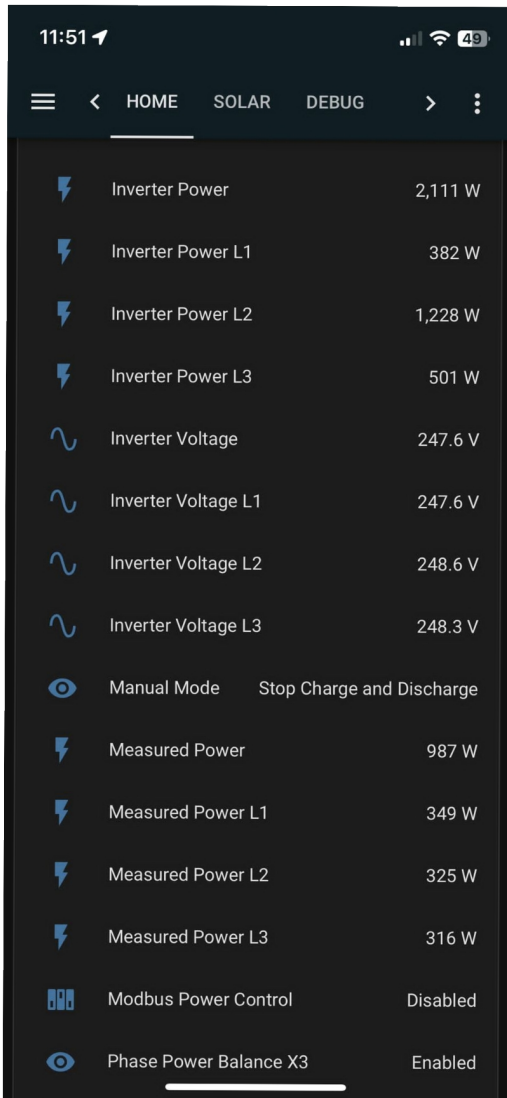 11:51
49
HOME SOLAR DEBUG
Inverter Power 2,111 W
Inverter Power L1 382 W
Inverter Power L2 1,228 W
Inverter Power L3 501 W
Inverter Voltage 247.6 V
Inverter Voltage L1 247.6 V
Inverter Voltage L2 248.6 V
Inverter Voltage L3 248.3 V
Manual Mode Stop Charge and Discharge
Measured Power 987 W
Measured Power L1 349 W
Measured Power L2 325 W
Measured Power L3 316 W
Modbus Power Control Disabled
Phase Power Balance X3 Enabled